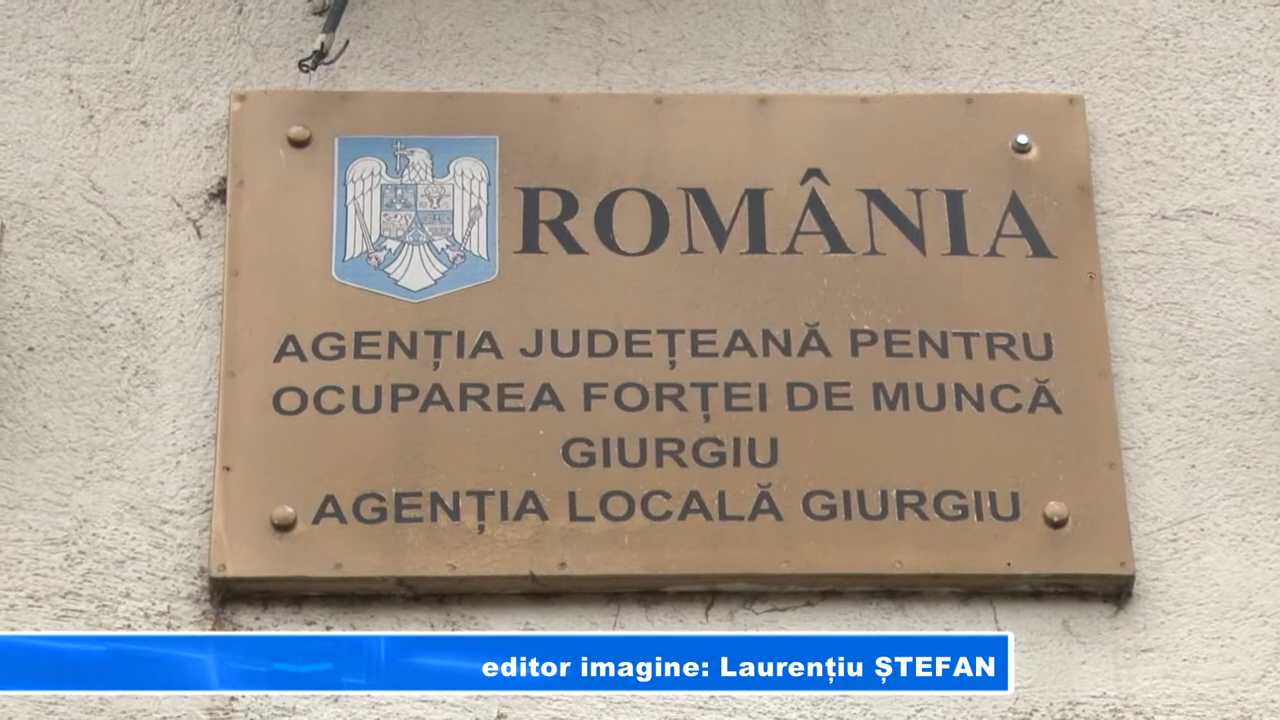 ROMÂNIA
AGENȚIA JUDEȚEANĂ PENTRU
OCUPAREA FORȚEI DE MUNCĂ
GIURGIU
AGENȚIA LOCALĂ GIURGIU
editor imagine: Laurențiu ȘTEFAN